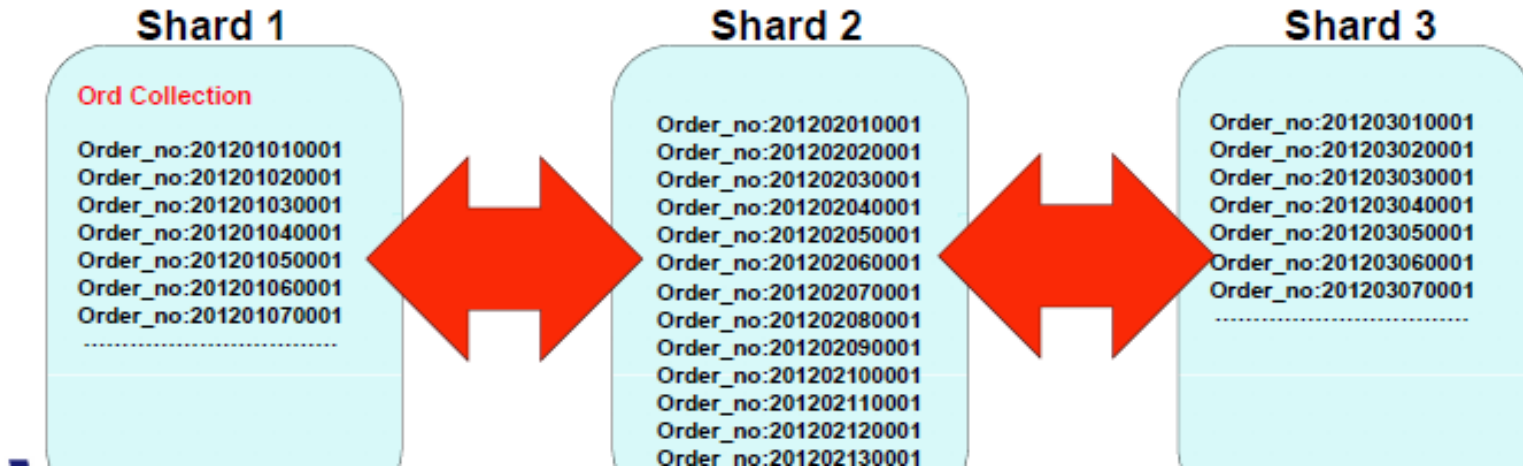 Shard 1
Ord Collection
Order_no:201201010001
Order_no:201201020001
Order_no:201201030001
Order_no:201201040001
Order_no:201201050001
Order_no:201201060001
Order_no:201201070001
.................................
Shard 2
Order_no:201202010001
Order_no:201202020001
Order_no:201202030001
Order_no:201202040001
Order_no:201202050001
Order_no:201202060001
Order_no:201202070001
Order_no:201202080001
Order_no:201202090001
Order_no:201202100001
Order_no:201202110001
Order_no:201202120001
Order_no:201202130001
Shard 3
Order_no:201203010001
Order_no:201203020001
Order_no:201203030001
Order_no:201203040001
Order_no:201203050001
Order_no:201203060001
Order_no:201203070001
.................................